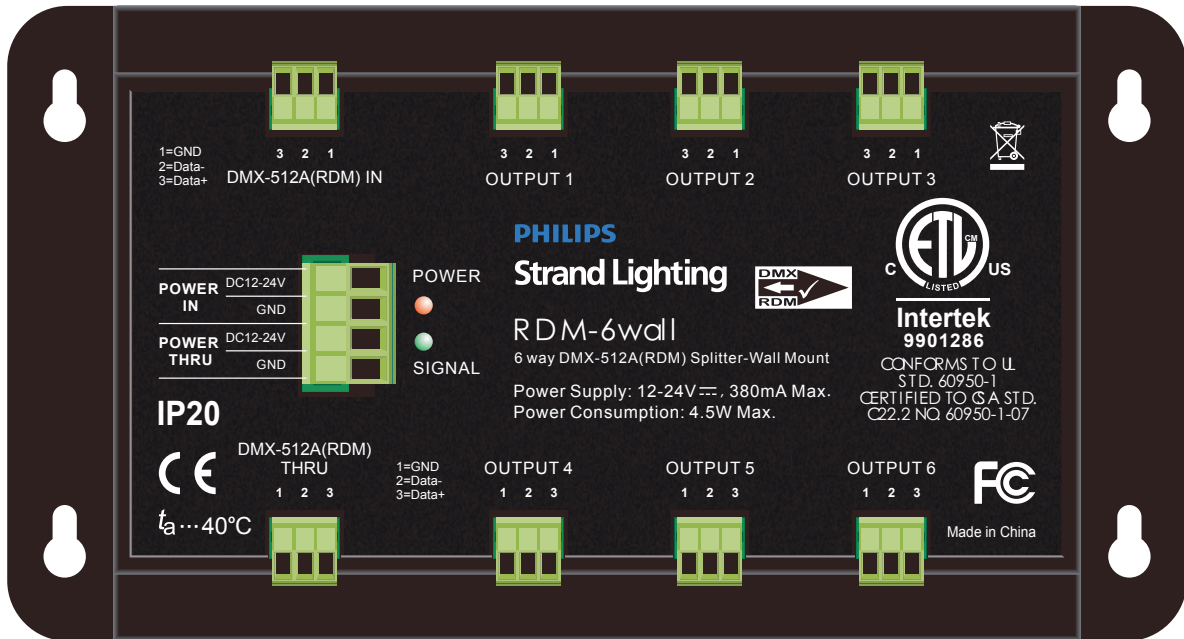 1=GND
2=Data-
3=Data+
3 2 1
DMX-512A(RDM) IN
3 2 1
OUTPUT 1
3 2 1
OUTPUT 2
3 2 1
OUTPUT 3
POWER IN
DC12-24V
GND
POWER THRU
DC12-24V
GND
POWER
SIGNAL
PHILIPS
Strand Lighting
DMX
RDM
RDM-6wall
6 way DMX-512A(RDM) Splitter-Wall Mount
Power Supply: 12-24V⎓, 380mA Max.
Power Consumption: 4.5W Max.
ETL
CM
C US
LISTED
Intertek
9901286
CONFORMS TO UL
STD. 60950-1
CERTIFIED TO CSA STD.
C22.2 NO. 60950-1-07
IP20
CE
ta···40°C
DMX-512A(RDM)
THRU
1 2 3
1=GND
2=Data-
3=Data+
OUTPUT 4
1 2 3
OUTPUT 5
1 2 3
OUTPUT 6
1 2 3
FC
Made in China